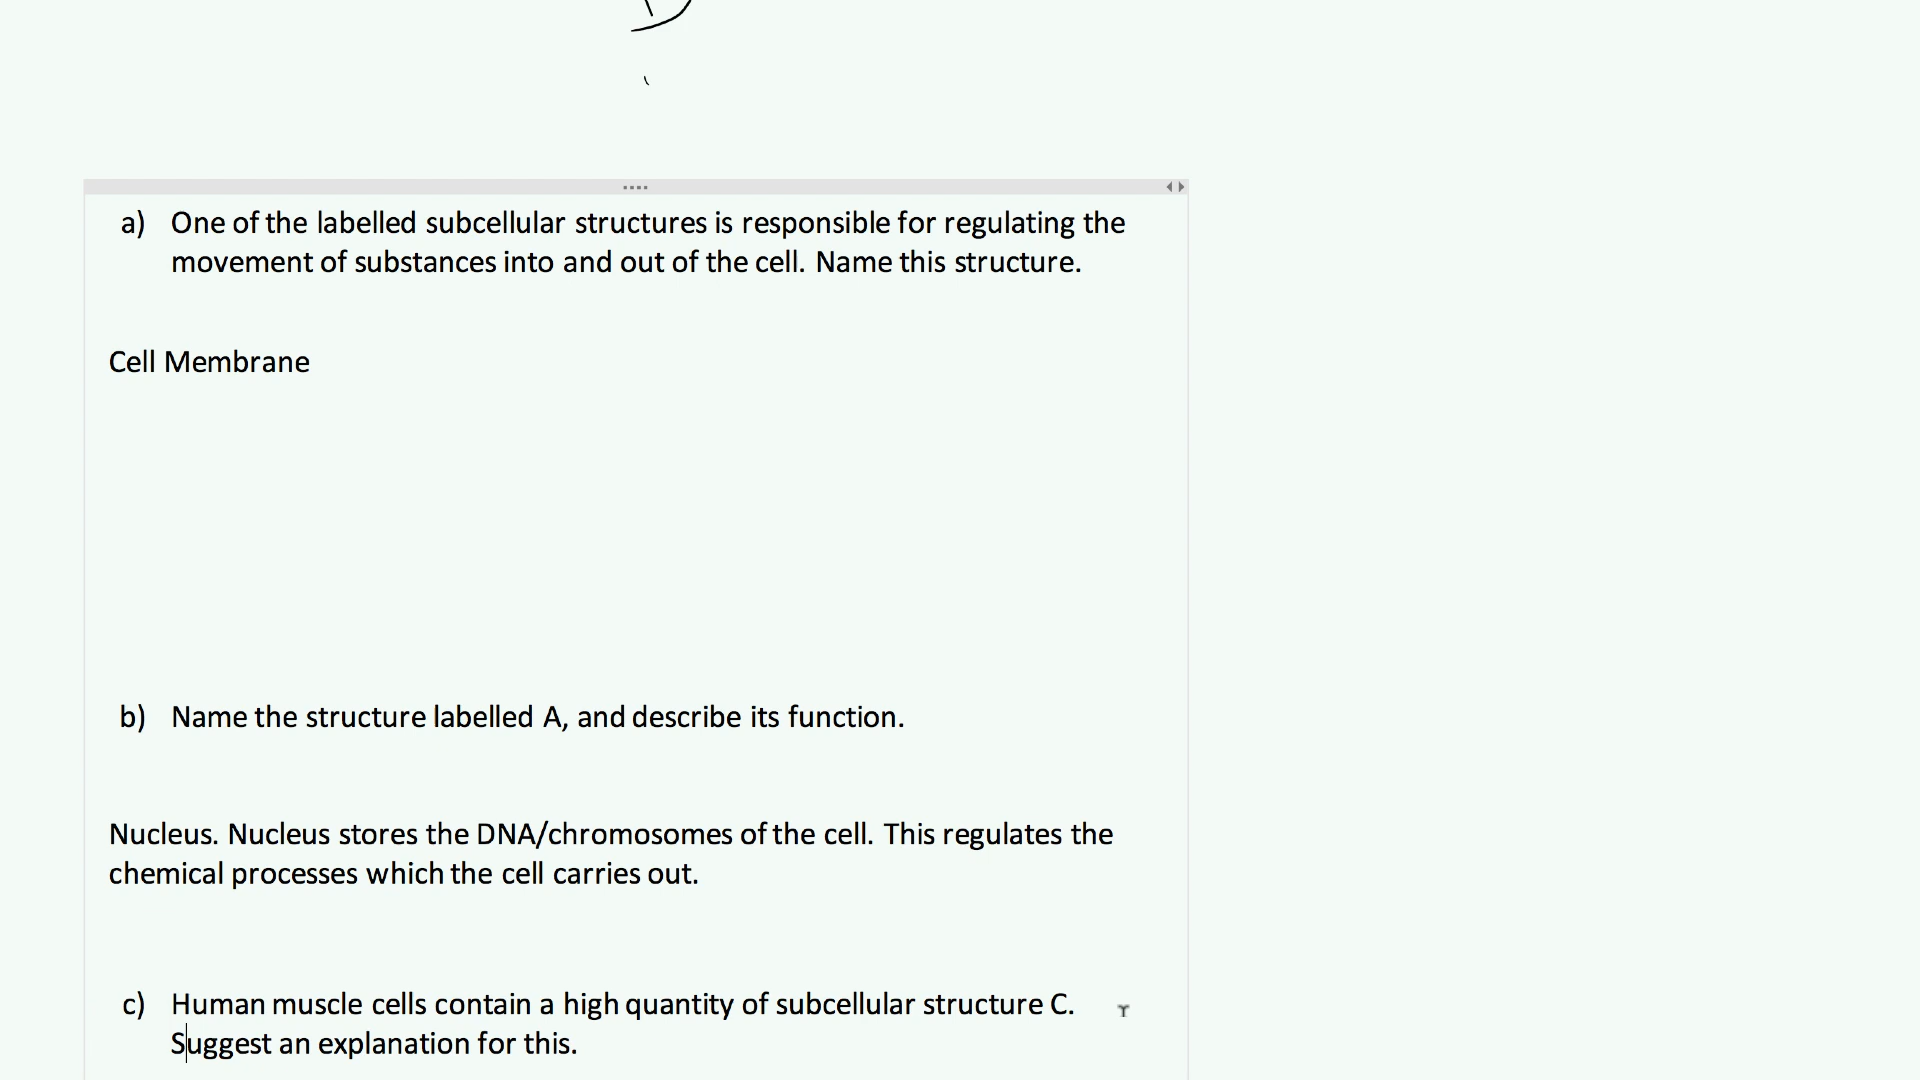 a) One of the labelled subcellular structures is responsible for regulating the
movement of substances into and out of the cell. Name this structure.
Cell Membrane
b) Name the structure labelled A, and describe its function.
Nucleus. Nucleus stores the DNA/chromosomes of the cell. This regulates the
chemical processes which the cell carries out.
c) Human muscle cells contain a high quantity of subcellular structure C.
Suggest an explanation for this.